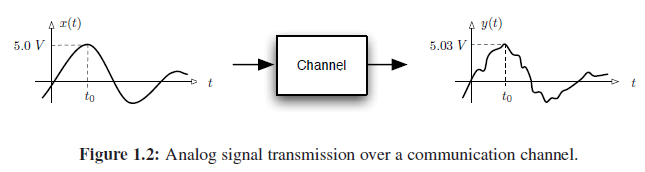 x(t)
5.0 V
t₀
t
Channel
y(t)
5.03 V
t₀
t
Figure 1.2: Analog signal transmission over a communication channel.